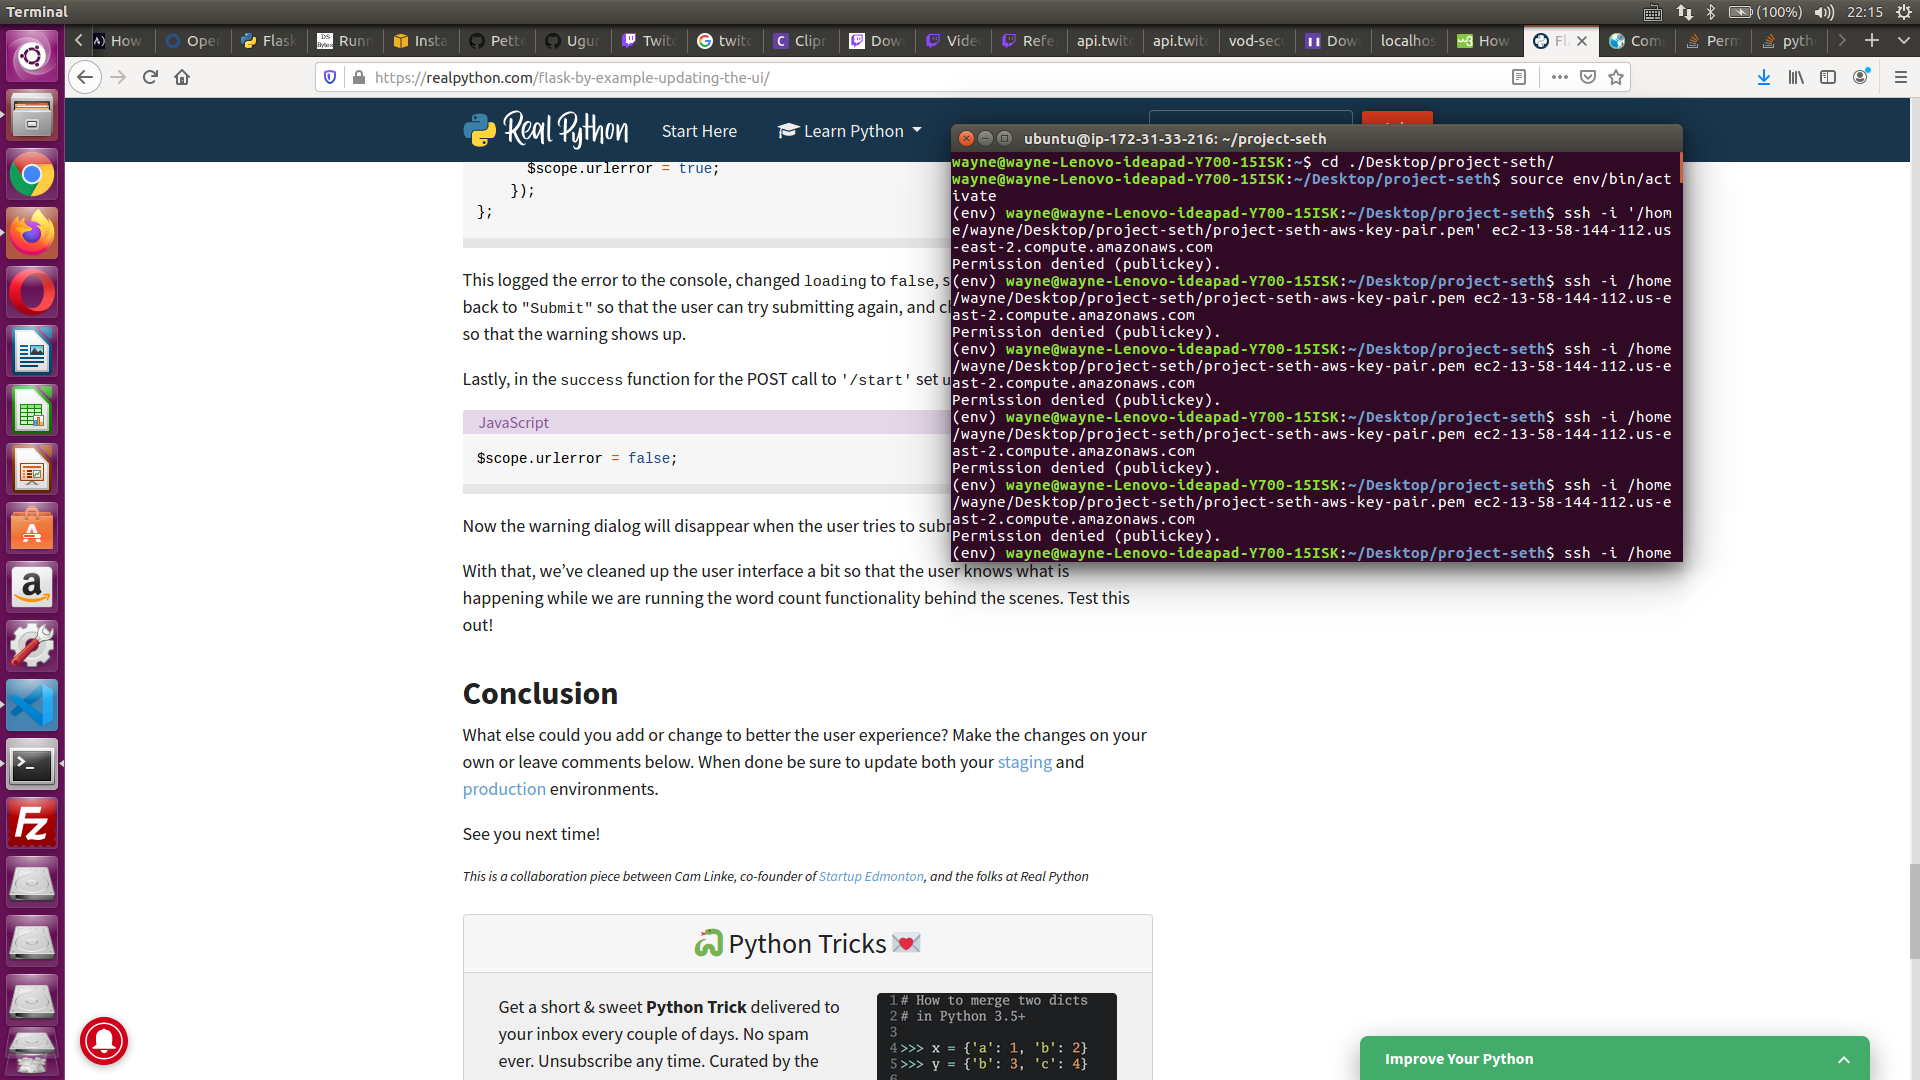 Terminal
(100%) 22:15
How
Oper
Flask
DS Bytes Runn
Insta
Pette
Ugur
Twitc
twitc
Clipr
Dow
Vide
Refe
api.twit
api.twit
vod-secu
Dow
localhos
How
Fl
Com
Perm
pyth
https://realpython.com/flask-by-example-updating-the-ui/
Real Python Start Here Learn Python
$scope.urlerror = true;
});
};
This logged the error to the console, changed loading to false, s
back to "Submit" so that the user can try submitting again, and ch
so that the warning shows up.
Lastly, in the success function for the POST call to '/start' set u
JavaScript
$scope.urlerror = false;
Now the warning dialog will disappear when the user tries to subm
With that, we’ve cleaned up the user interface a bit so that the user knows what is
happening while we are running the word count functionality behind the scenes. Test this
out!
Conclusion
What else could you add or change to better the user experience? Make the changes on your
own or leave comments below. When done be sure to update both your staging and
production environments.
See you next time!
This is a collaboration piece between Cam Linke, co-founder of Startup Edmonton, and the folks at Real Python
Python Tricks
Get a short & sweet Python Trick delivered to
your inbox every couple of days. No spam
ever. Unsubscribe any time. Curated by the
1 # How to merge two dicts
2 # in Python 3.5+
3
4 >>> x = {'a': 1, 'b': 2}
5 >>> y = {'b': 3, 'c': 4}
6
Improve Your Python
ubuntu@ip-172-31-33-216: ~/project-seth
wayne@wayne-Lenovo-ideapad-Y700-15ISK:~$ cd ./Desktop/project-seth/
wayne@wayne-Lenovo-ideapad-Y700-15ISK:~/Desktop/project-seth$ source env/bin/act
ivate
(env) wayne@wayne-Lenovo-ideapad-Y700-15ISK:~/Desktop/project-seth$ ssh -i '/hom
e/wayne/Desktop/project-seth/project-seth-aws-key-pair.pem' ec2-13-58-144-112.us
-east-2.compute.amazonaws.com
Permission denied (publickey).
(env) wayne@wayne-Lenovo-ideapad-Y700-15ISK:~/Desktop/project-seth$ ssh -i /home
/wayne/Desktop/project-seth/project-seth-aws-key-pair.pem ec2-13-58-144-112.us-e
ast-2.compute.amazonaws.com
Permission denied (publickey).
(env) wayne@wayne-Lenovo-ideapad-Y700-15ISK:~/Desktop/project-seth$ ssh -i /home
/wayne/Desktop/project-seth/project-seth-aws-key-pair.pem ec2-13-58-144-112.us-e
ast-2.compute.amazonaws.com
Permission denied (publickey).
(env) wayne@wayne-Lenovo-ideapad-Y700-15ISK:~/Desktop/project-seth$ ssh -i /home
/wayne/Desktop/project-seth/project-seth-aws-key-pair.pem ec2-13-58-144-112.us-e
ast-2.compute.amazonaws.com
Permission denied (publickey).
(env) wayne@wayne-Lenovo-ideapad-Y700-15ISK:~/Desktop/project-seth$ ssh -i /home
/wayne/Desktop/project-seth/project-seth-aws-key-pair.pem ec2-13-58-144-112.us-e
ast-2.compute.amazonaws.com
Permission denied (publickey).
(env) wayne@wayne-Lenovo-ideapad-Y700-15ISK:~/Desktop/project-seth$ ssh -i /home